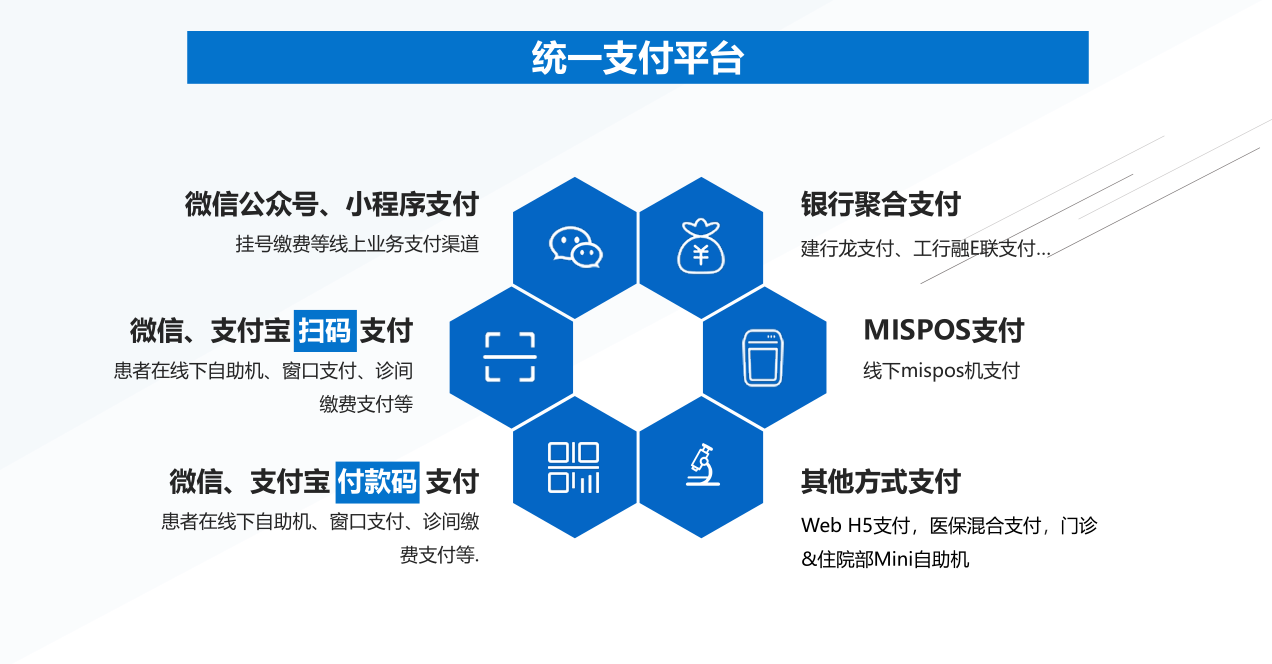 统一支付平台
微信公众号、小程序支付
挂号缴费等线上业务支付渠道
微信、支付宝扫码支付
患者在线下自助机、窗口支付、诊间
缴费支付等
微信、支付宝付款码支付
患者在线下自助机、窗口支付、诊间缴
费支付等.
¥
银行聚合支付
建行龙支付、工行融E联支付...
MISPOS支付
线下mispos机支付
其他方式支付
Web H5支付，医保混合支付，门诊
&住院部Mini自助机